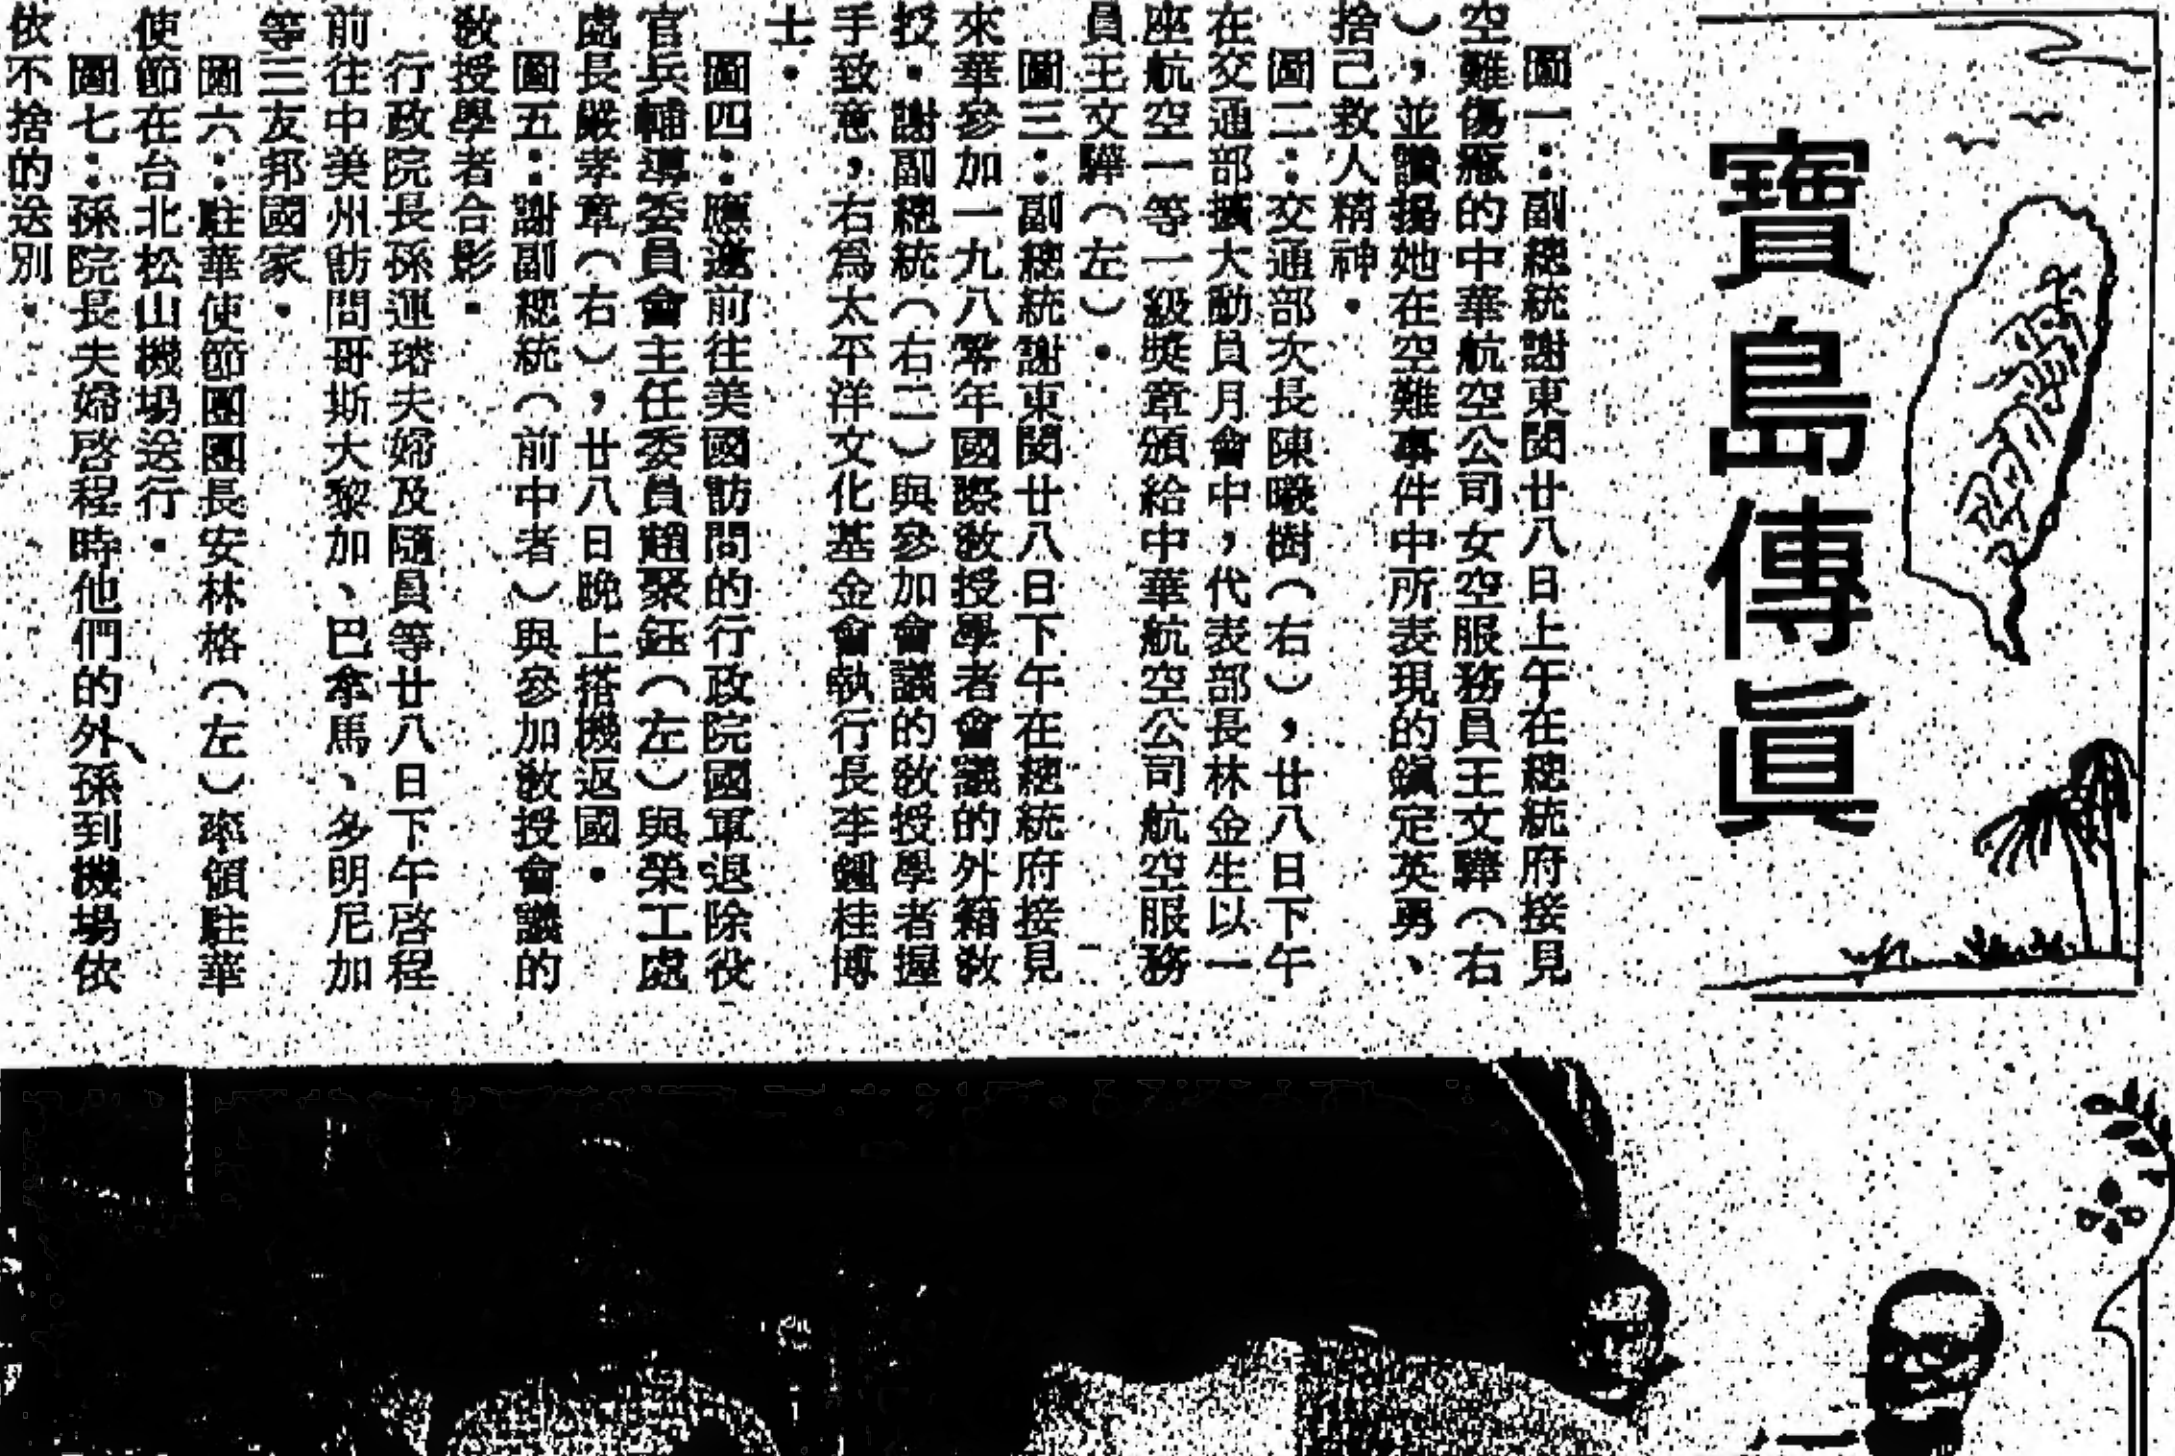 寶島傳眞
圖一：副總統謝東閔廿八日上午在總統府接見
空難傷癒的中華航空公司女空服務員王文驊（右
），並讚揚她在空難事件中所表現的鎭定英勇、
捨己救人精神．
圖二：交通部次長陳曦樹（右），廿八日下午
在交通部擴大動員月會中，代表部長林金生以一
座航空一等一級獎章頒給中華航空公司航空服務
員王文驊（左）．
圖三：副總統謝東閔廿八日下午在總統府接見
來華參加一九八零年國際敎授學者會議的外籍敎
授．謝副總統（右二）與參加會議的敎授學者握
手致意，右爲太平洋文化基金會執行長李鍾桂博
士．
圖四：應邀前往美國訪問的行政院國軍退除役
官兵輔導委員會主任委員趙聚鈺（左）與榮工處
處長嚴孝章（右），廿八日晚上搭機返國．
圖五：謝副總統（前中者）與參加敎授會議的
敎授學者合影．
行政院長孫運璿夫婦及隨員等廿八日下午啓程
前往中美州訪問哥斯大黎加、巴拿馬、多明尼加
等三友邦國家．
圖六：駐華使節團團長安林格（左）率領駐華
使節在台北松山機場送行．
圖七：孫院長夫婦啓程時他們的外孫到機場依
依不捨的送別．